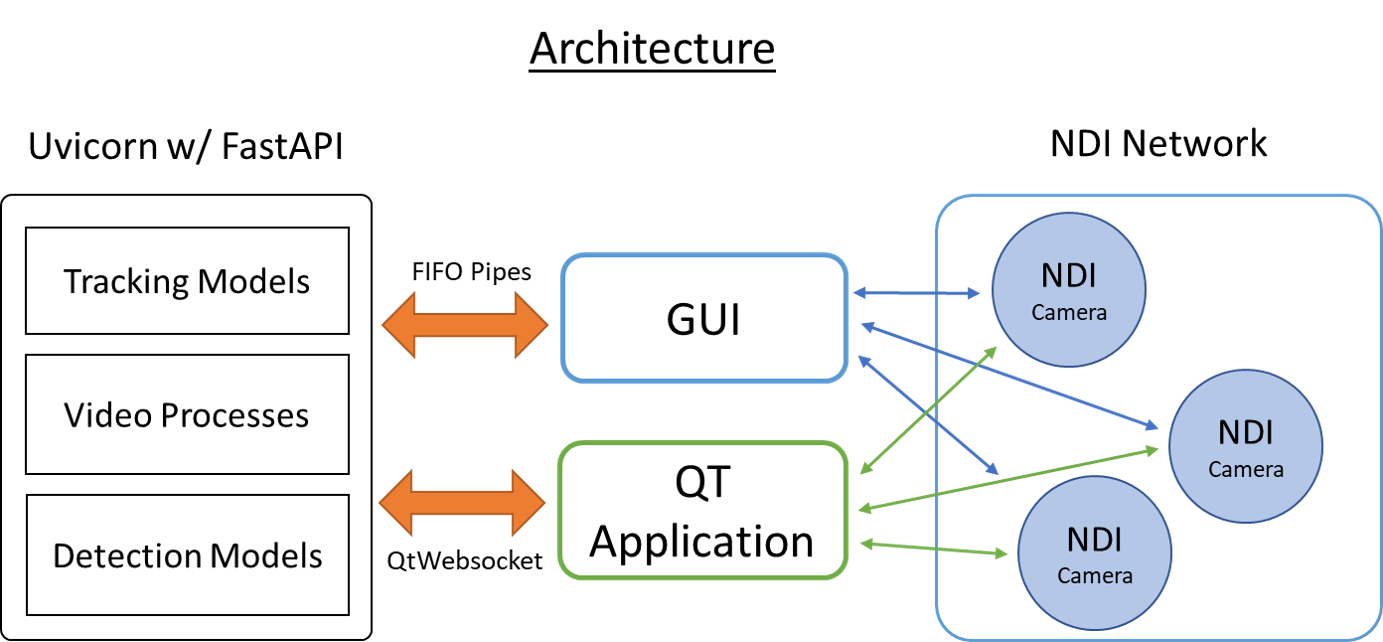 Architecture
Uvicorn w/ FastAPI
NDI Network
Tracking Models
Video Processes
Detection Models
FIFO Pipes
QtWebsocket
GUI
QT
Application
NDI
Camera
NDI
Camera
NDI
Camera